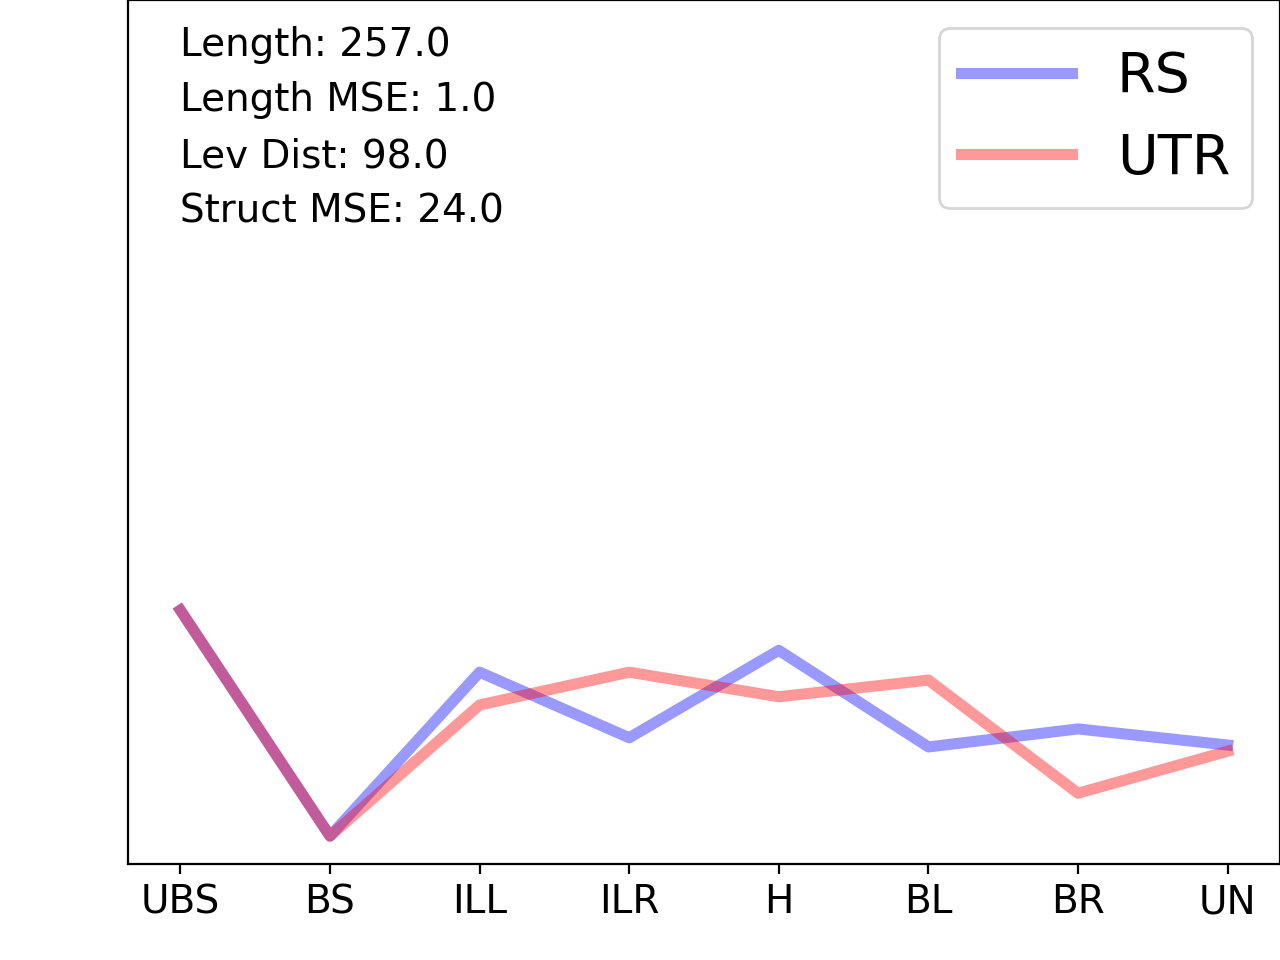 Length: 257.0
Length MSE: 1.0
Lev Dist: 98.0
Struct MSE: 24.0
RS
UTR
UBS BS ILL ILR H BL BR UN